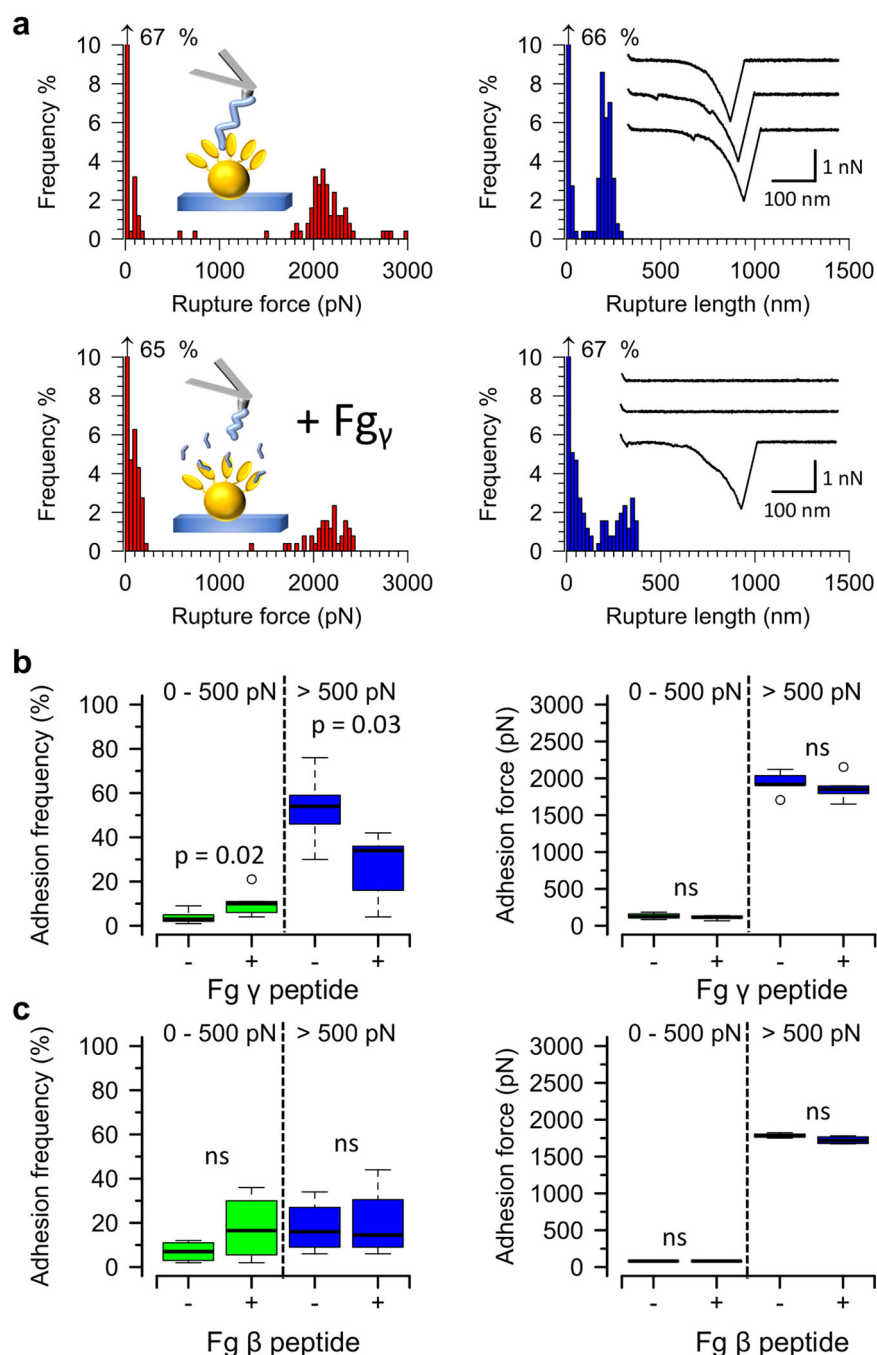 a
67 %
10
8
6
4
2
0
Frequency %
0 1000 2000 3000
Rupture force (pN)
66 %
10
8
6
4
2
0
Frequency %
1 nN
100 nm
0 500 1000 1500
Rupture length (nm)
65 %
10
8
6
4
2
0
Frequency %
+ Fgγ
0 1000 2000 3000
Rupture force (pN)
67 %
10
8
6
4
2
0
Frequency %
1 nN
100 nm
0 500 1000 1500
Rupture length (nm)
b
Adhesion frequency (%)
100
80
60
40
20
0
0 - 500 pN > 500 pN
p = 0.03
p = 0.02
- + - +
Fg γ peptide
Adhesion force (pN)
3000
2500
2000
1500
1000
500
0
0 - 500 pN > 500 pN
ns
ns
- + - +
Fg γ peptide
c
Adhesion frequency (%)
100
80
60
40
20
0
0 - 500 pN > 500 pN
ns ns
- + - +
Fg β peptide
Adhesion force (pN)
3000
2500
2000
1500
1000
500
0
0 - 500 pN > 500 pN
ns
ns
- + - +
Fg β peptide